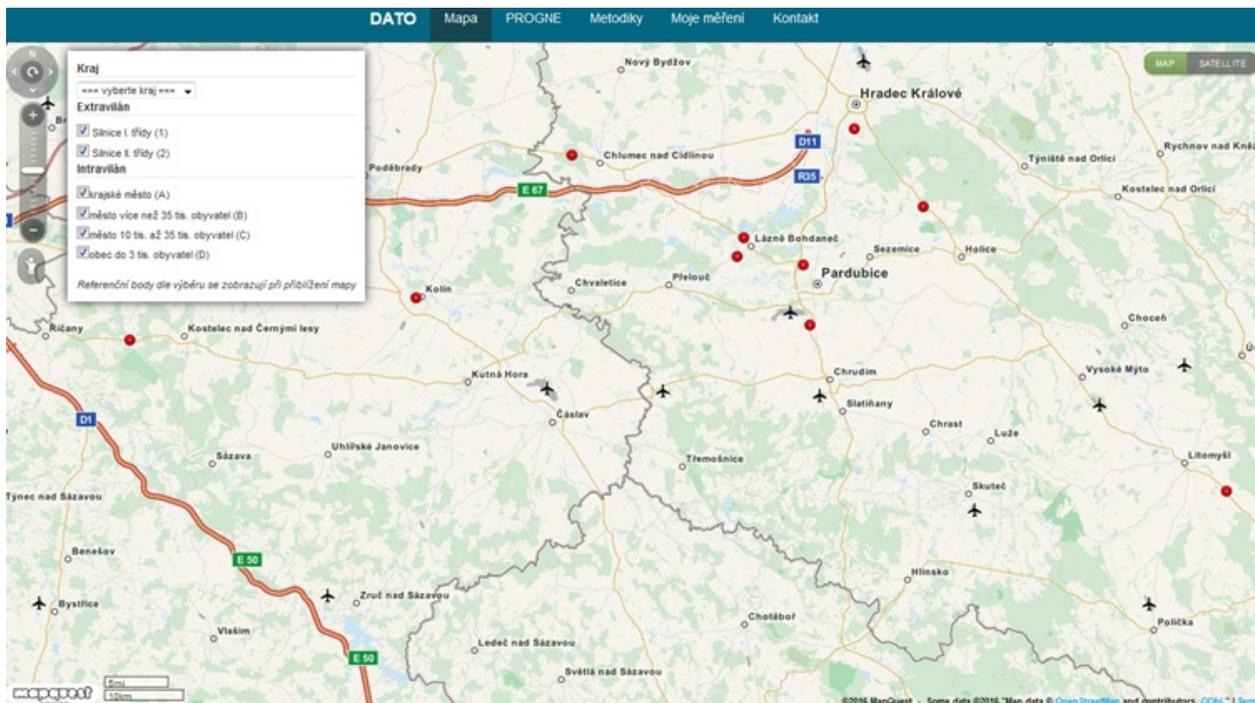 DATO Mapa PROGNE Metodiky Moje měření Kontakt
Kraj
=== vyberte kraj ===
Extravilán
Silnice I. třídy (1)
Silnice II. třídy (2)
Intravilán
krajské město (A)
město více než 35 tis. obyvatel (B)
město 10 tis. až 35 tis. obyvatel (C)
obec do 3 tis. obyvatel (D)
Referenční body dle výběru se zobrazují při přiblížení mapy
N
MAP SATELLITE
Nový Bydžov
Hradec Králové
D11
Rychnov nad Kně
Chlumec nad Cidlinou
Týniště nad Orlicí
Poděbrady
R35
E 67
Kostelec nad Orlicí
Lázně Bohdaneč
Sezemice
Holice
Pardubice
Přelouč
Chvaletice
Kolín
Choceň
Říčany
Kostelec nad Černými lesy
Kutná Hora
Chrudim
Vysoké Mýto
Slatiňany
Čáslav
D1
Chrast
Luže
Uhlířské Janovice
Sázava
Třemošnice
Litomyšl
Skuteč
Týnec nad Sázavou
Benešov
E 50
Hlinsko
Bystřice
Zruč nad Sázavou
Chotěboř
Polička
Vlašim
Ledeč nad Sázavou
E 50
Světlá nad Sázavou
mapquest
5mi
10km
©2016 MapQuest - Some data ©2016 "Map data © OpenStreetMap and contributors, ODbL" | Term